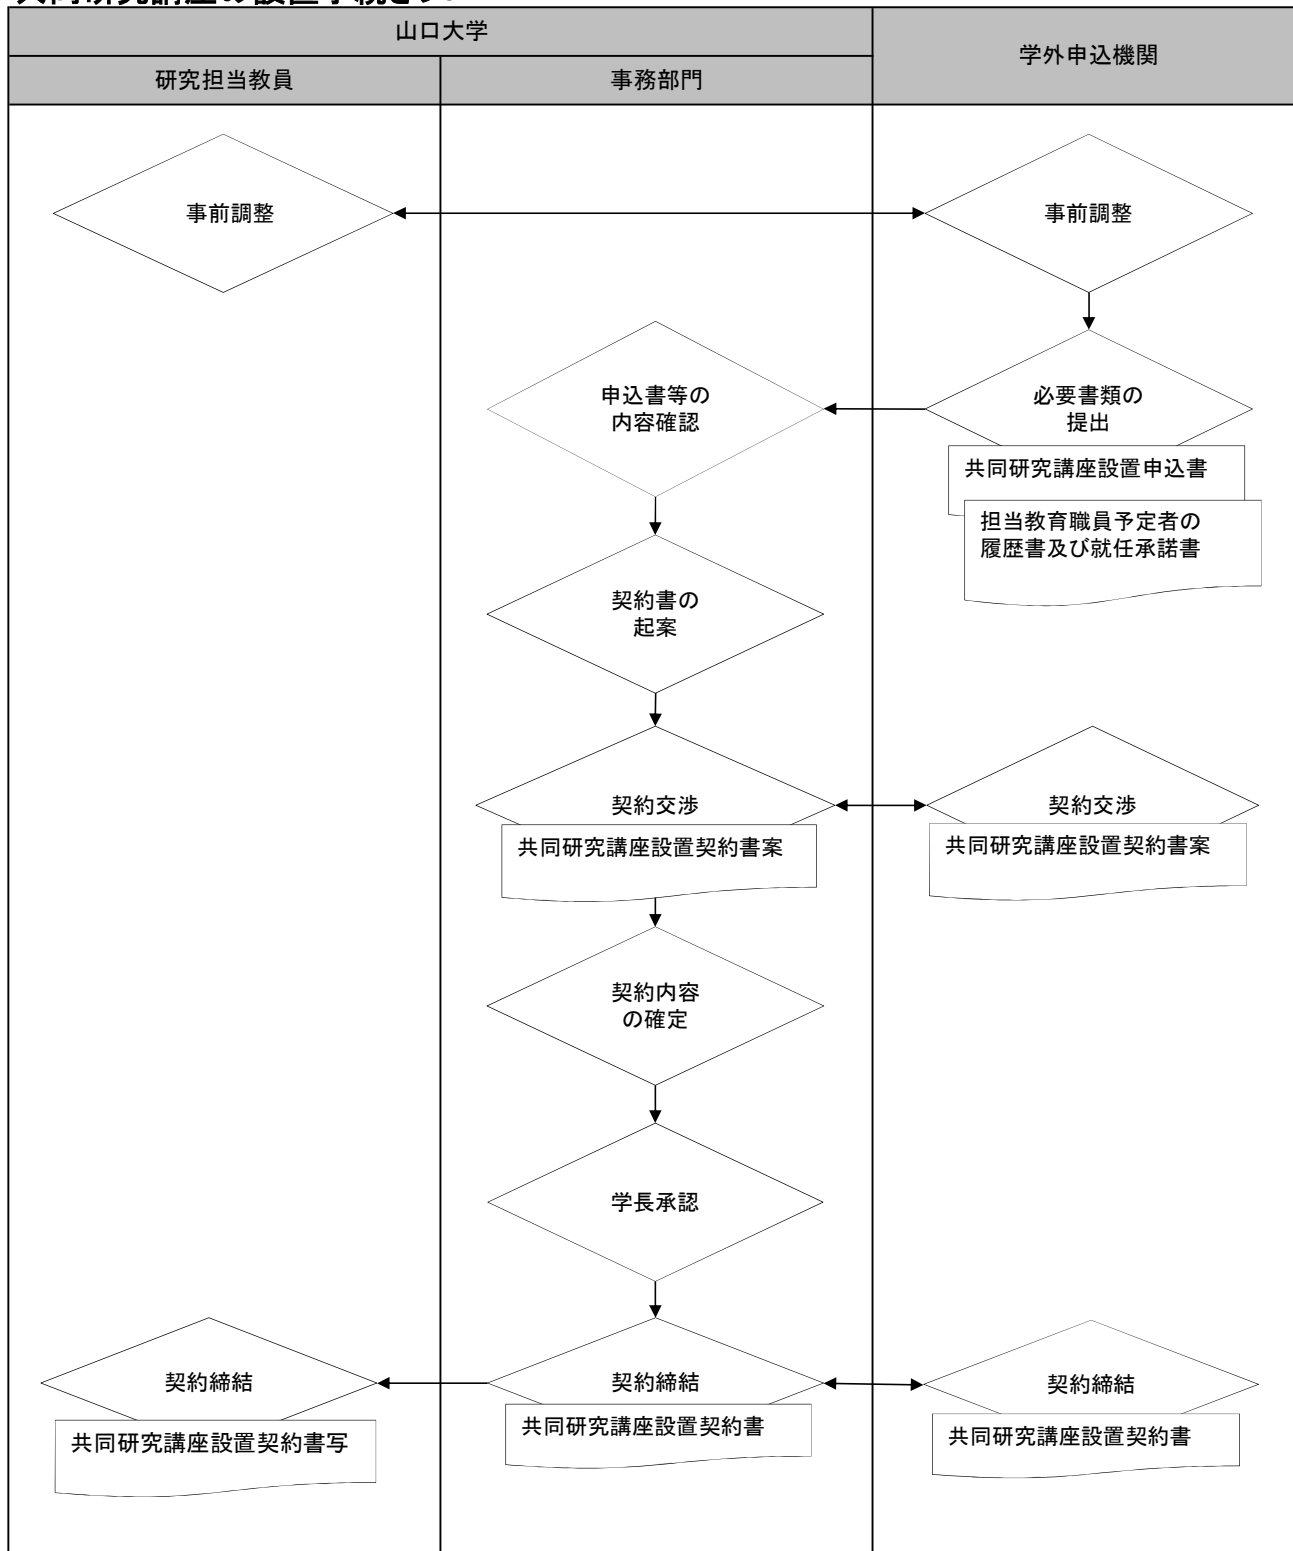 山口大学
学外申込機関
研究担当教員
事務部門
事前調整
事前調整
申込書等の
内容確認
必要書類の
提出
共同研究講座設置申込書
担当教育職員予定者の
履歴書及び就任承諾書
契約書の
起案
契約交渉
共同研究講座設置契約書案
契約交渉
共同研究講座設置契約書案
契約内容
の確定
学長承認
契約締結
共同研究講座設置契約書写
契約締結
共同研究講座設置契約書
契約締結
共同研究講座設置契約書